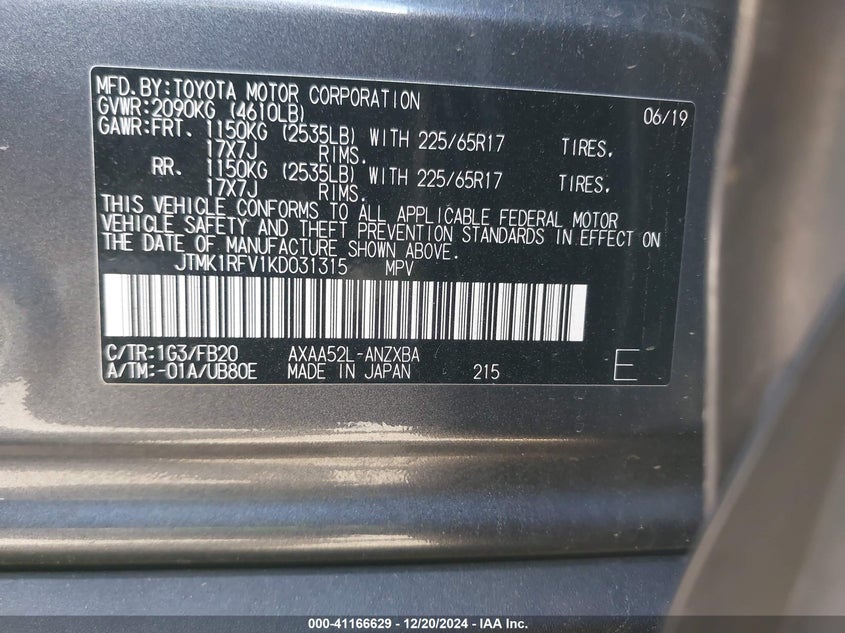 MFD.BY:TOYOTA MOTOR CORPORATION 06/19
GVWR:2090KG (4610LB)
GAWR:FRT. 1150KG (2535LB) WITH 225/65R17 TIRES.
17X7J RIMS.
RR. 1150KG (2535LB) WITH 225/65R17 TIRES.
17X7J RIMS.
THIS VEHICLE CONFORMS TO ALL APPLICABLE FEDERAL MOTOR
VEHICLE SAFETY AND THEFT PREVENTION STANDARDS IN EFFECT ON
THE DATE OF MANUFACTURE SHOWN ABOVE.
JTMK1RFV1KD031315 MPV
C/TR:1G3/FB20 AXAA52L-ANZXBA
A/TM:-01A/UB80E MADE IN JAPAN 215 E
000-41166629 - 12/20/2024 - IAA Inc.